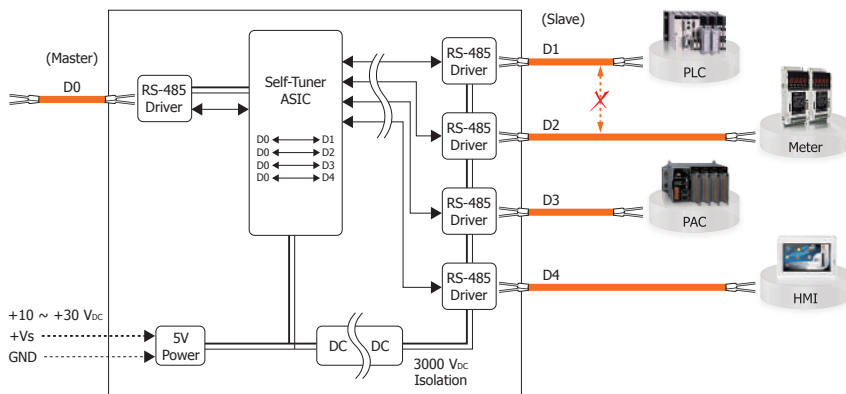 (Master)
D0
RS-485
Driver
Self-Tuner
ASIC
D0 D1
D0 D2
D0 D3
D0 D4
RS-485
Driver
RS-485
Driver
RS-485
Driver
RS-485
Driver
(Slave)
D1
PLC
D2
Meter
D3
PAC
D4
HMI
+10 ~ +30 VDC
+Vs
GND
5V
Power
DC DC
3000 VDC
Isolation